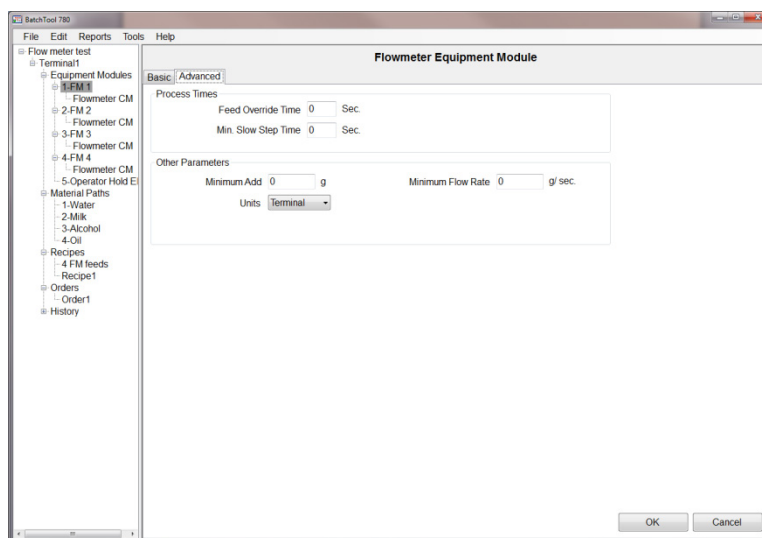 BatchTool 780
File Edit Reports Tools Help
Flow meter test
Terminal1
Equipment Modules
1-FM 1
Flowmeter CM
2-FM 2
Flowmeter CM
3-FM 3
Flowmeter CM
4-FM 4
Flowmeter CM
5-Operator Hold El
Material Paths
1-Water
2-Milk
3-Alcohol
4-Oil
Recipes
4 FM feeds
Recipe1
Orders
Order1
History
Flowmeter Equipment Module
Basic Advanced
Process Times
Feed Override Time 0 Sec.
Min. Slow Step Time 0 Sec.
Other Parameters
Minimum Add 0 g Minimum Flow Rate 0 g/ sec.
Units Terminal
OK Cancel